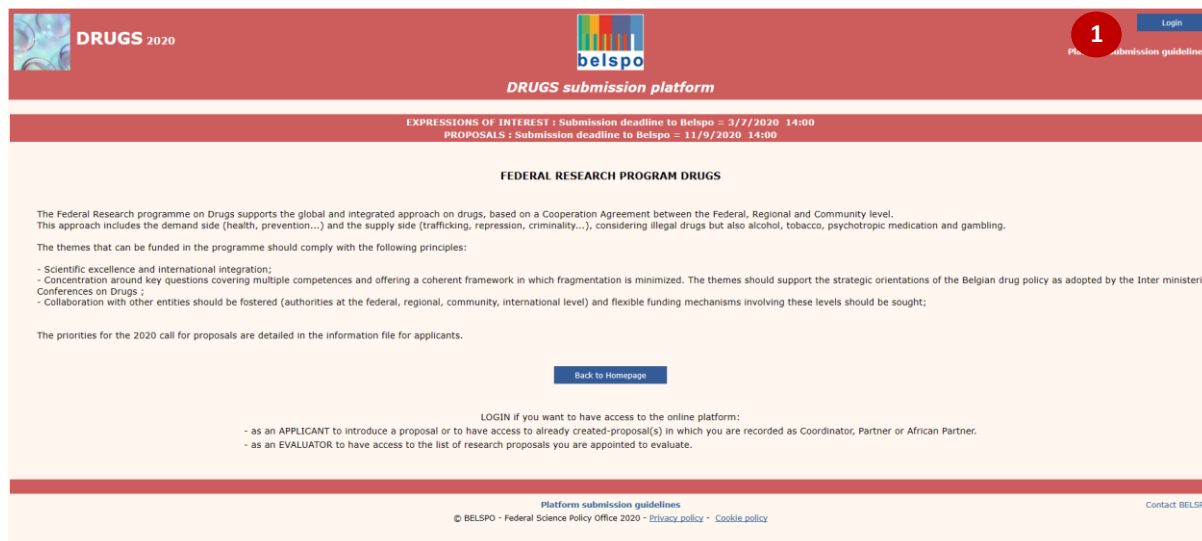 DRUGS 2020
belspo
DRUGS submission platform
Login
1
submission guideline
EXPRESSIONS OF INTEREST : Submission deadline to Belspo = 3/7/2020 14:00
PROPOSALS : Submission deadline to Belspo = 11/9/2020 14:00
FEDERAL RESEARCH PROGRAM DRUGS
The Federal Research programme on Drugs supports the global and integrated approach on drugs, based on a Cooperation Agreement between the Federal, Regional and Community level.
This approach includes the demand side (health, prevention...) and the supply side (trafficking, repression, criminality...), considering illegal drugs but also alcohol, tobacco, psychotropic medication and gambling.
The themes that can be funded in the programme should comply with the following principles:
- Scientific excellence and international integration;
- Concentration around key questions covering multiple competences and offering a coherent framework in which fragmentation is minimized. The themes should support the strategic orientations of the Belgian drug policy as adopted by the Inter ministeri
Conferences on Drugs ;
- Collaboration with other entities should be fostered (authorities at the federal, regional, community, international level) and flexible funding mechanisms involving these levels should be sought;
The priorities for the 2020 call for proposals are detailed in the information file for applicants.
Back to Homepage
LOGIN if you want to have access to the online platform:
- as an APPLICANT to introduce a proposal or to have access to already created-proposal(s) in which you are recorded as Coordinator, Partner or African Partner.
- as an EVALUATOR to have access to the list of research proposals you are appointed to evaluate.
Platform submission guidelines
Contact BELSP
© BELSPO - Federal Science Policy Office 2020 - Privacy policy - Cookie policy